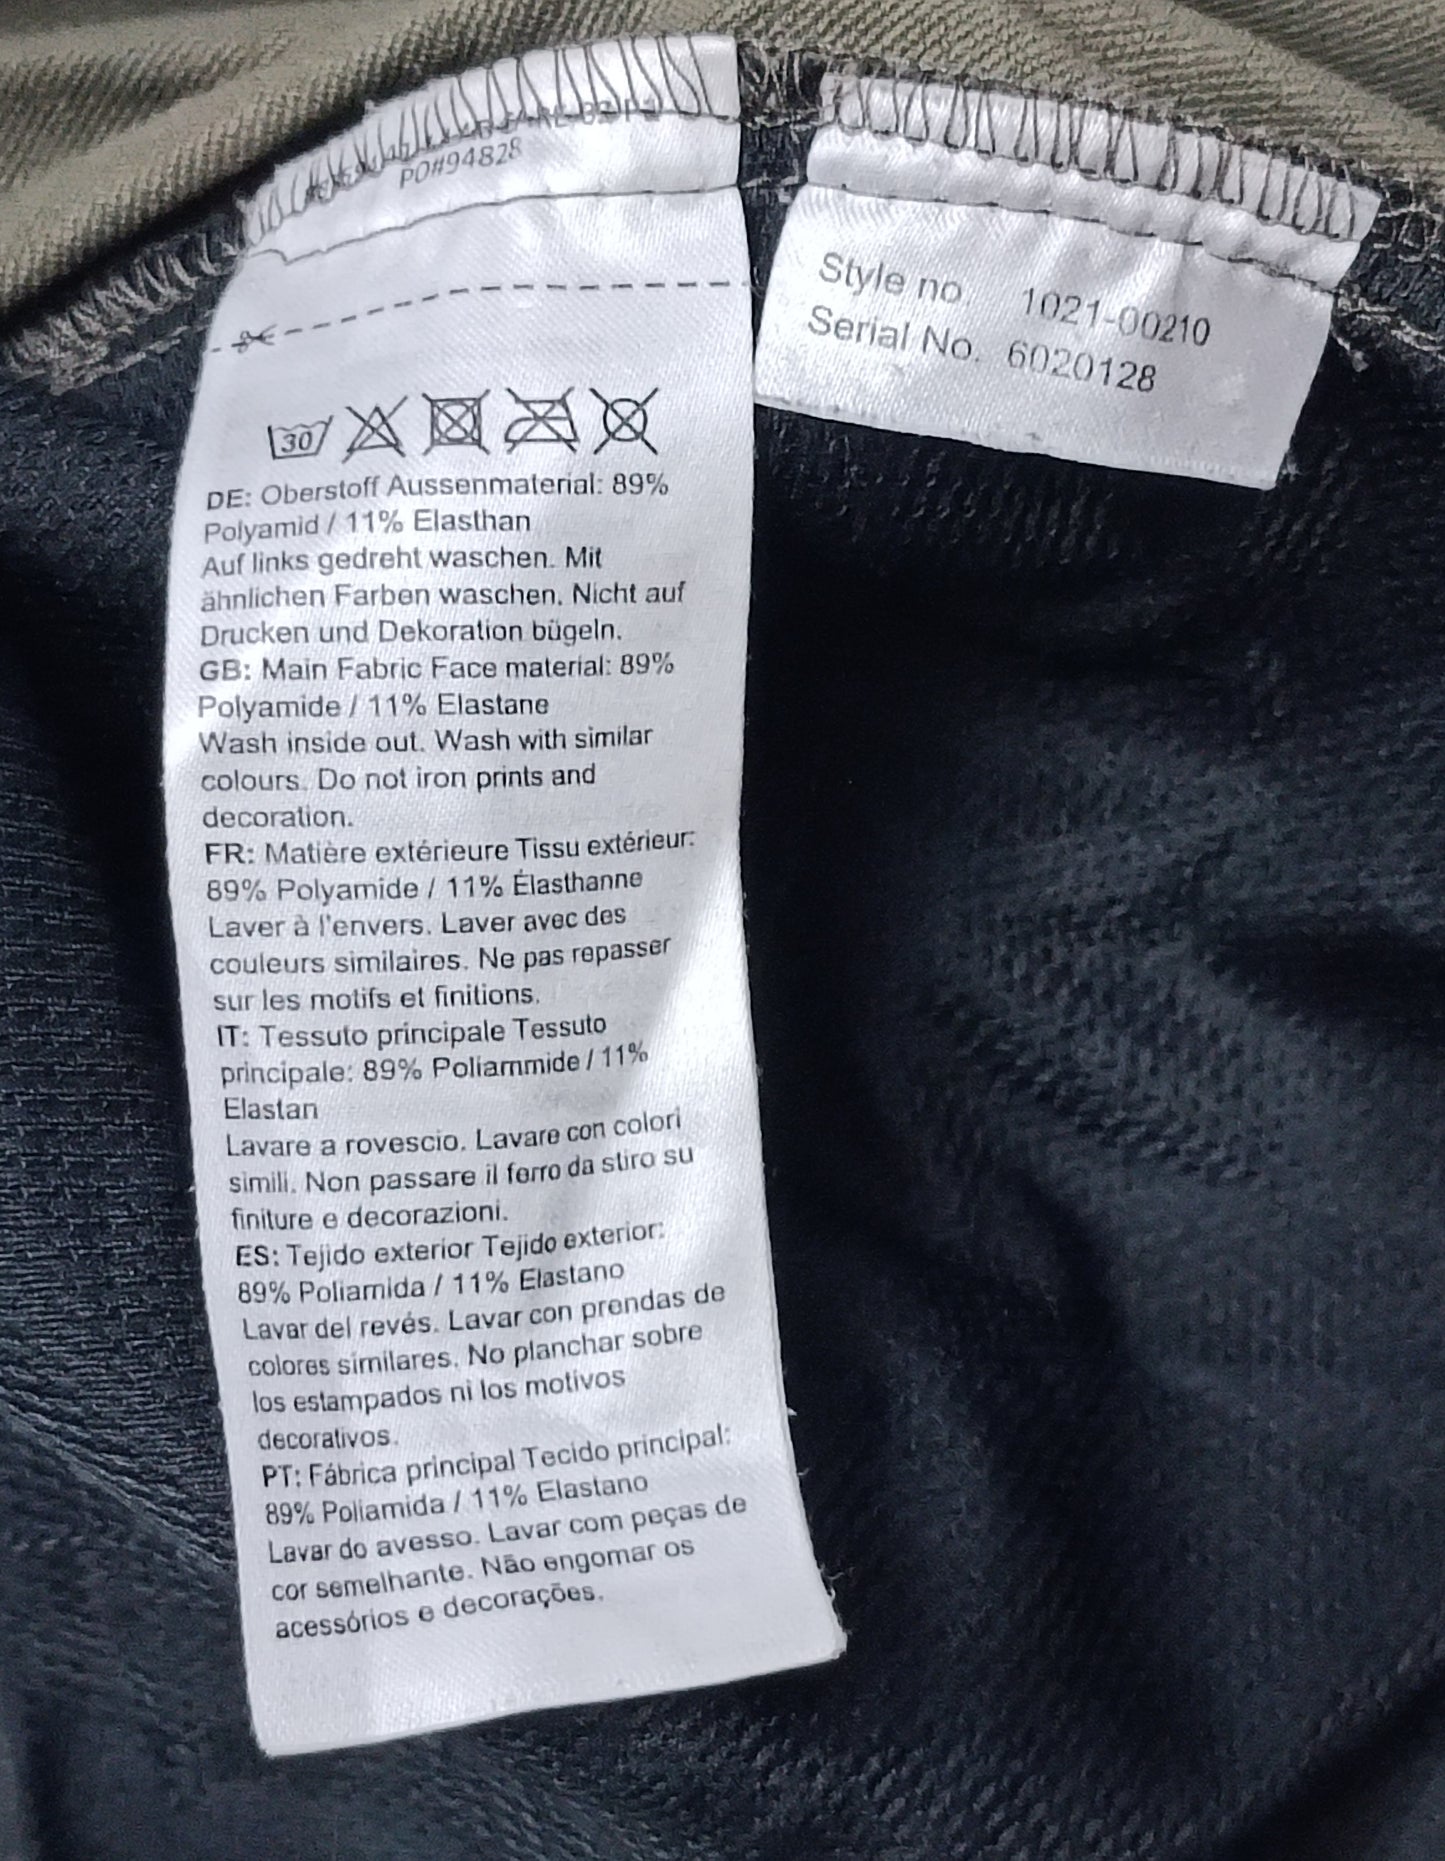 PO#94828
30
DE: Oberstoff Aussenmaterial: 89%
Polyamid / 11% Elasthan
Auf links gedreht waschen. Mit
ähnlichen Farben waschen. Nicht auf
Drucken und Dekoration bügeln.
GB: Main Fabric Face material: 89%
Polyamide / 11% Elastane
Wash inside out. Wash with similar
colours. Do not iron prints and
decoration.
FR: Matière extérieure Tissu extérieur:
89% Polyamide / 11% Élasthanne
Laver à l'envers. Laver avec des
couleurs similaires. Ne pas repasser
sur les motifs et finitions.
IT: Tessuto principale Tessuto
principale: 89% Poliammide / 11%
Elastan
Lavare a rovescio. Lavare con colori
simili. Non passare il ferro da stiro su
finiture e decorazioni.
ES: Tejido exterior Tejido exterior:
89% Poliamida / 11% Elastano
Lavar del revés. Lavar con prendas de
colores similares. No planchar sobre
los estampados ni los motivos
decorativos.
PT: Fábrica principal Tecido principal:
89% Poliamida / 11% Elastano
Lavar do avesso. Lavar com peças de
cor semelhante. Não engomar os
acessórios e decorações.
Style no. 1021-00210
Serial No. 6020128